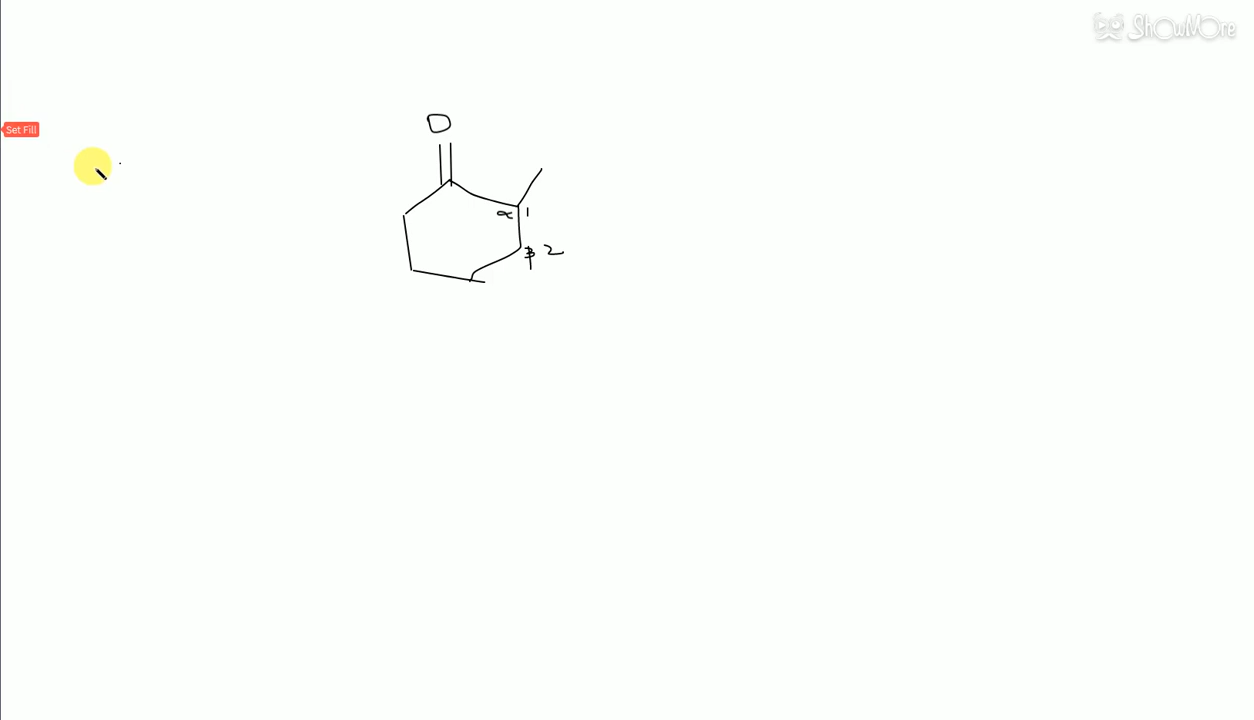 ShowMore
O
Set Fill
α 1
β 2